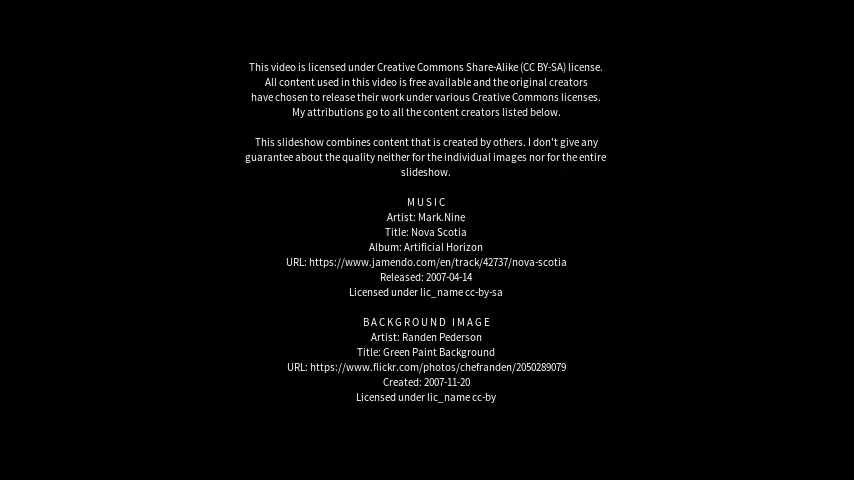 This video is licensed under Creative Commons Share-Alike (CC BY-SA) license.
All content used in this video is free available and the original creators
have chosen to release their work under various Creative Commons licenses.
My attributions go to all the content creators listed below.
This slideshow combines content that is created by others. I don't give any
guarantee about the quality neither for the individual images nor for the entire
slideshow.
MUSIC
Artist: Mark.Nine
Title: Nova Scotia
Album: Artificial Horizon
URL: https://www.jamendo.com/en/track/42737/nova-scotia
Released: 2007-04-14
Licensed under lic_name cc-by-sa
BACKGROUND IMAGE
Artist: Randen Pederson
Title: Green Paint Background
URL: https://www.flickr.com/photos/chefranden/2050289079
Created: 2007-11-20
Licensed under lic_name cc-by